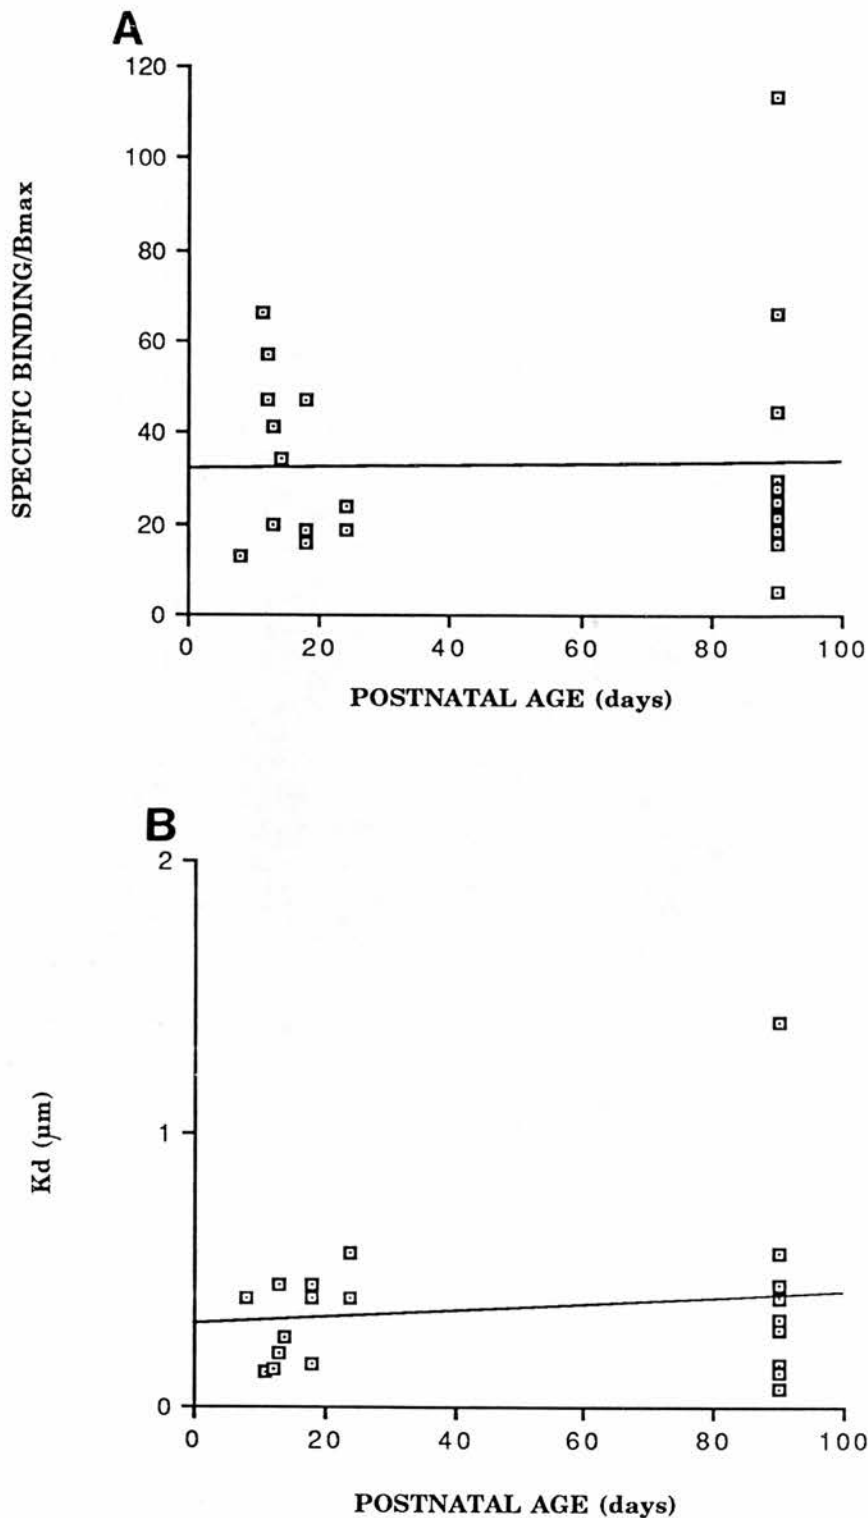 A
SPECIFIC BINDING/Bmax
120
100
80
60
40
20
0
0 20 40 60 80 100
POSTNATAL AGE (days)
B
Kd (µm)
2
1
0
0 20 40 60 80 100
POSTNATAL AGE (days)